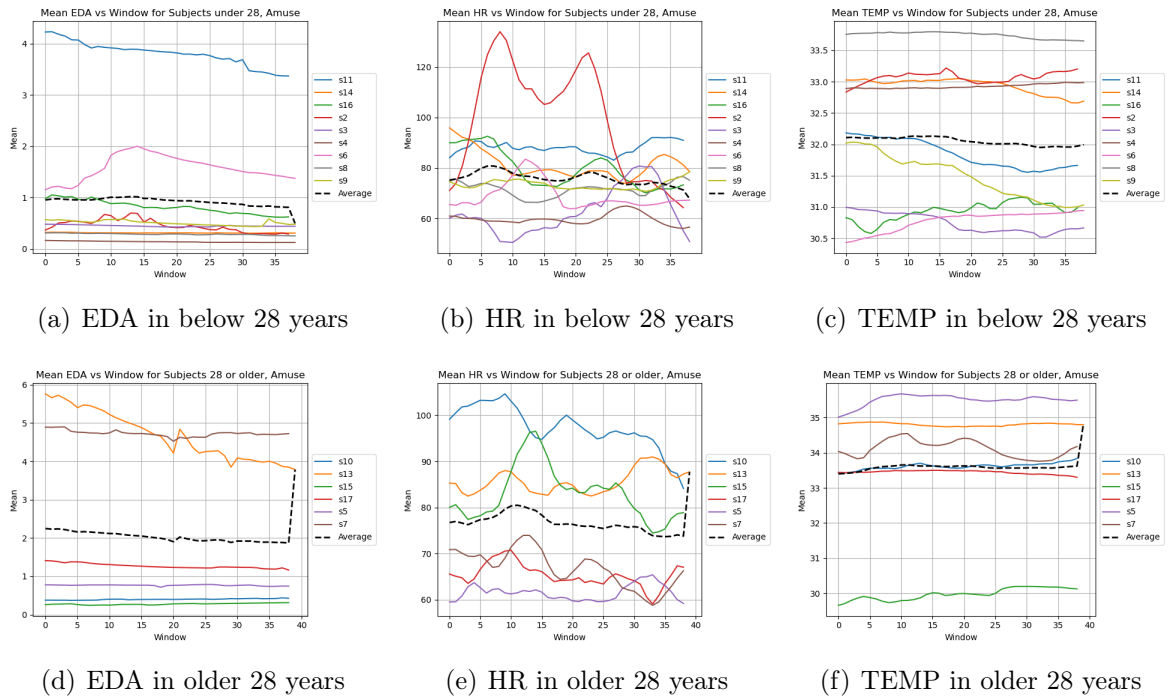 Mean EDA vs Window for Subjects under 28, Amuse
Mean
4
3
2
1
0
0 5 10 15 20 25 30 35
Window
s11
s14
s16
s2
s3
s4
s6
s8
s9
Average
(a) EDA in below 28 years
Mean HR vs Window for Subjects under 28, Amuse
Mean
120
100
80
60
0 5 10 15 20 25 30 35
Window
s11
s14
s16
s2
s3
s4
s6
s8
s9
Average
(b) HR in below 28 years
Mean TEMP vs Window for Subjects under 28, Amuse
Mean
33.5
33.0
32.5
32.0
31.5
31.0
30.5
0 5 10 15 20 25 30 35
Window
s11
s14
s16
s2
s3
s4
s6
s8
s9
Average
(c) TEMP in below 28 years
Mean EDA vs Window for Subjects 28 or older, Amuse
Mean
6
5
4
3
2
1
0
0 5 10 15 20 25 30 35 40
Window
s10
s13
s15
s17
s5
s7
Average
(d) EDA in older 28 years
Mean HR vs Window for Subjects 28 or older, Amuse
Mean
100
90
80
70
60
0 5 10 15 20 25 30 35 40
Window
s10
s13
s15
s17
s5
s7
Average
(e) HR in older 28 years
Mean TEMP vs Window for Subjects 28 or older, Amuse
Mean
35
34
33
32
31
30
0 5 10 15 20 25 30 35 40
Window
s10
s13
s15
s17
s5
s7
Average
(f) TEMP in older 28 years